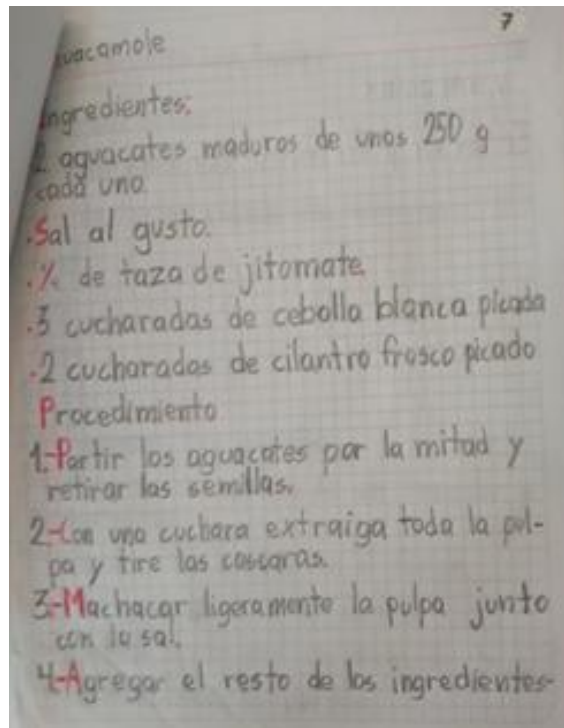 7
uacamole
Ingredientes:
2 aguacates maduros de unos 250 g
cada uno.
.Sal al gusto.
. de taza de jitomate.
.3 cucharadas de cebolla blanca picada
.2 cucharadas de cilantro fresco picado
Procedimiento
1.-Partir los aguacates por la mitad y
retirar las semillas.
2-Con una cuchara extraiga toda la pul-
pa y tire las cascaras.
3-Machacar ligeramente la pulpa junto
con la sal.
4-Agregar el resto de los ingredientes-